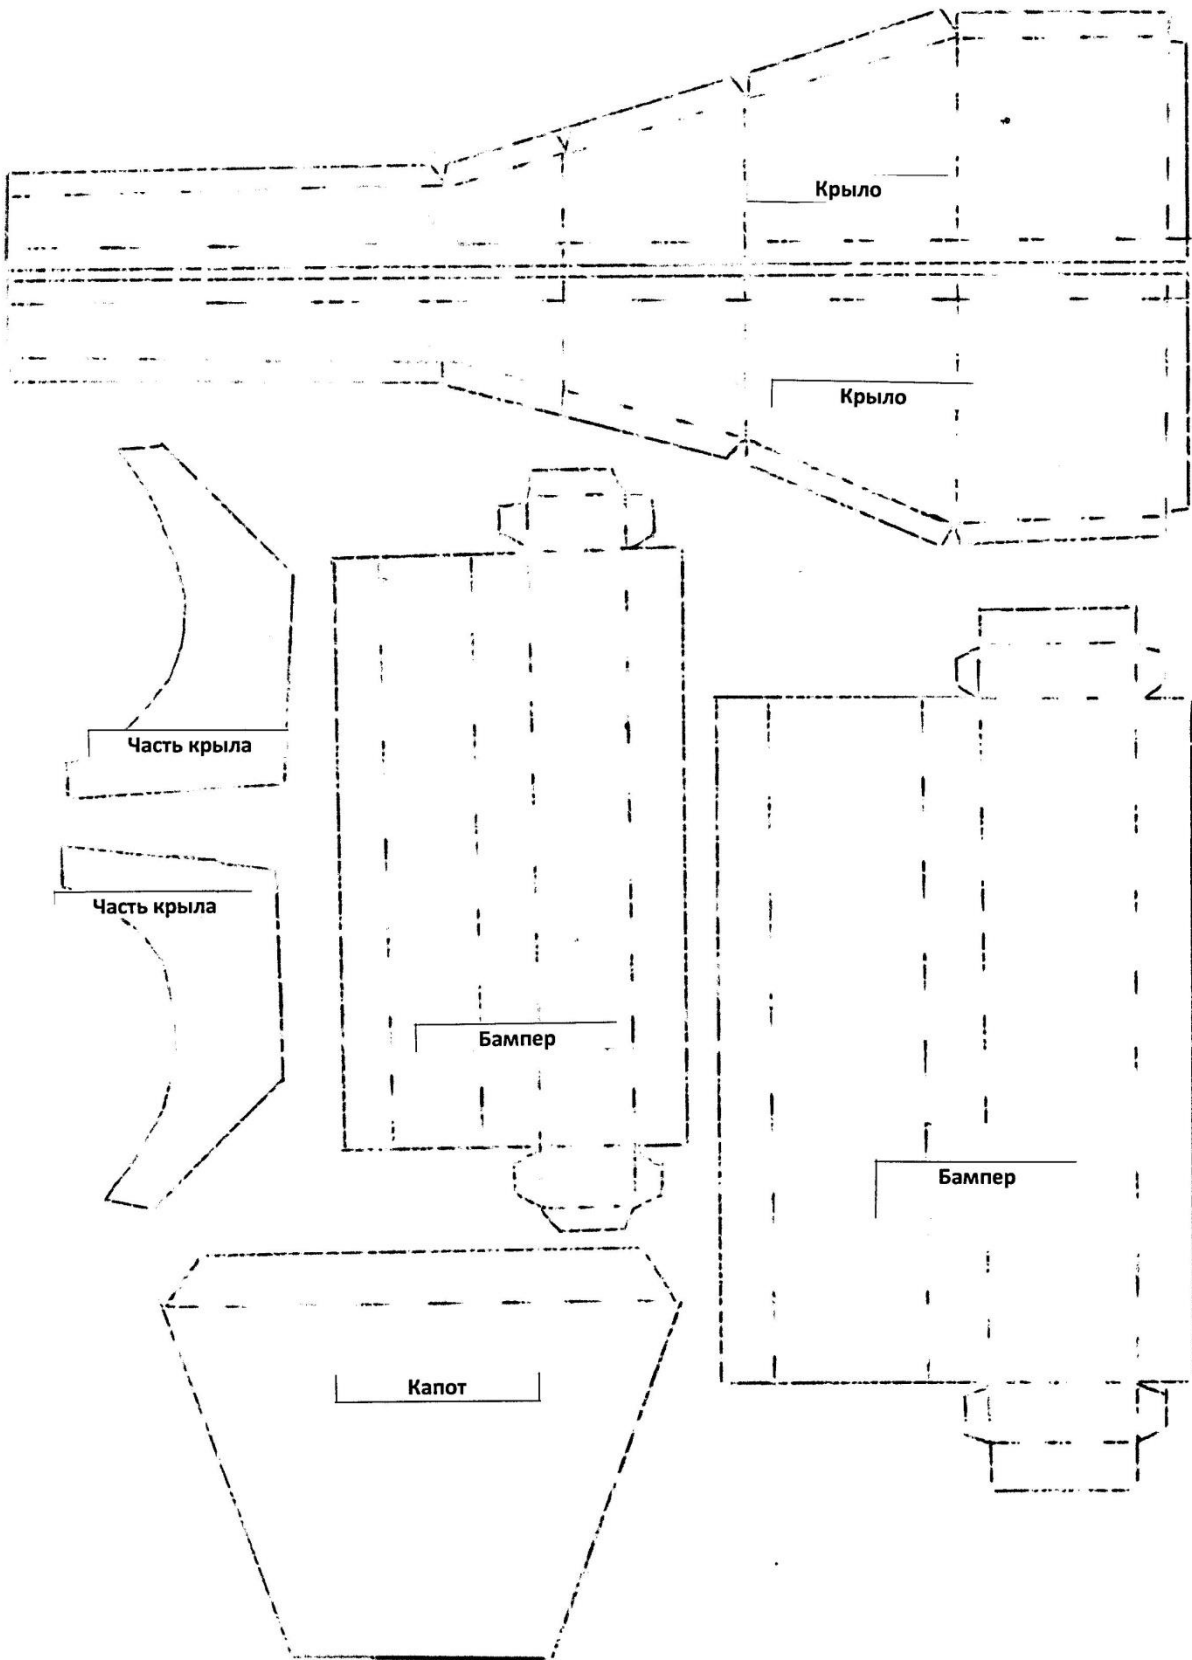 Крыло
Крыло
Часть крыла
Часть крыла
Бампер
Бампер
Капот